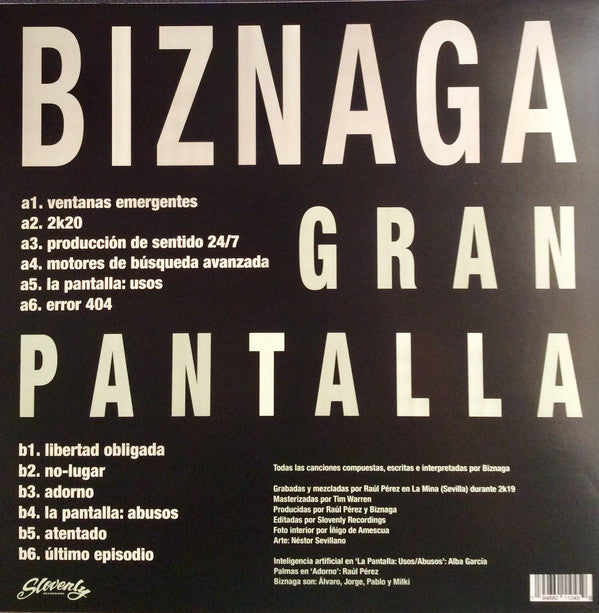 BIZNAGA
a1. ventanas emergentes
a2. 2k20
a3. producción de sentido 24/7
a4. motores de búsqueda avanzada
a5. la pantalla: usos
a6. error 404
GRAN
PANTALLA
b1. libertad obligada
b2. no-lugar
b3. adorno
b4. la pantalla: abusos
b5. atentado
b6. último episodio
Todas las canciones compuestas, escritas e interpretadas por Biznaga
Grabadas y mezcladas por Raúl Pérez en La Mina (Sevilla) durante 2k19
Masterizadas por Tim Warren
Producidas por Raúl Pérez y Biznaga
Editadas por Slovenly Recordings
Foto interior por Íñigo de Amescua
Arte: Néstor Sevillano
Inteligencia artificial en 'La Pantalla: Usos/Abusos': Alba García
Palmas en 'Adorno': Raúl Pérez
Biznaga son: Álvaro, Jorge, Pablo y Milki
Slovenly
RECORDINGS